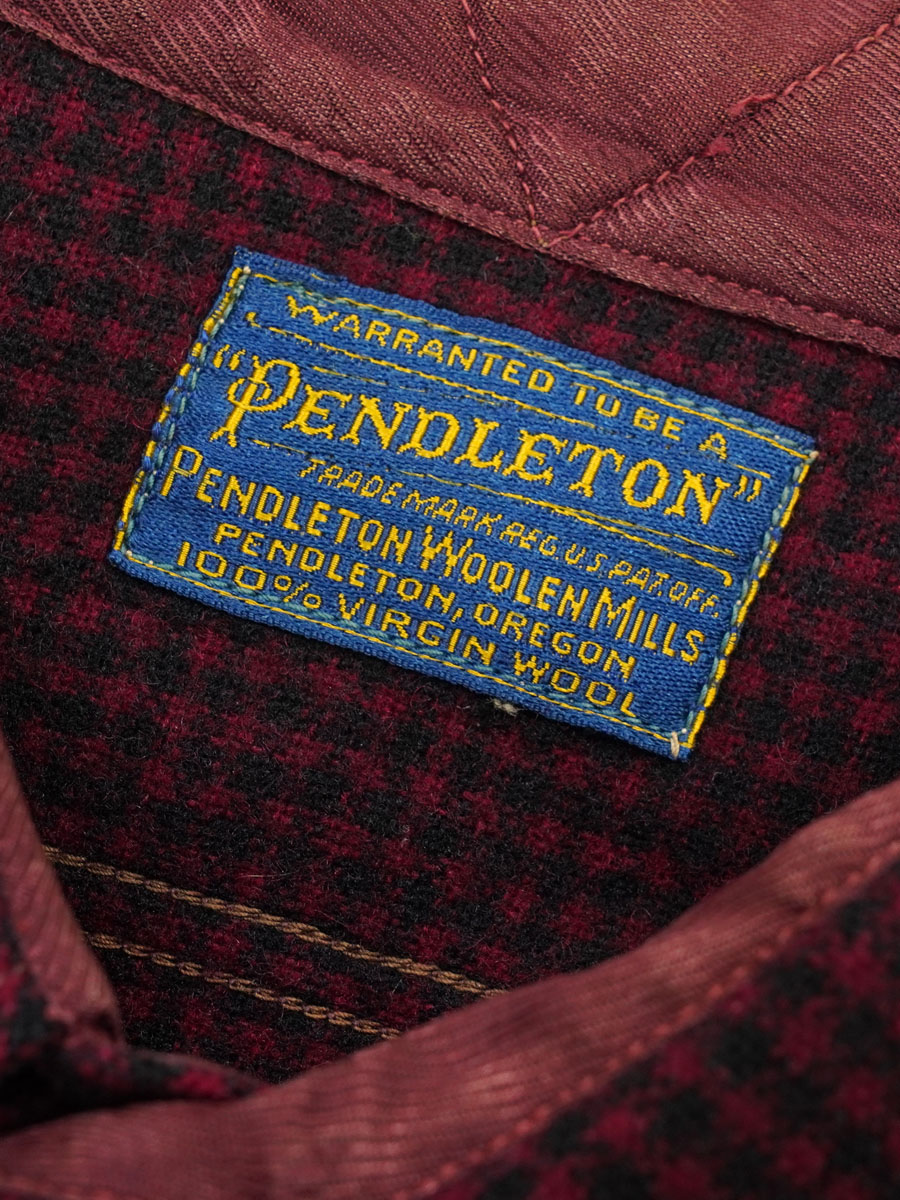 WARRANTED TO BE A
"PENDLETON"
TRADE MARK REG U.S. PAT. OFF.
PENDLETON WOOLEN MILLS
PENDLETON, OREGON
100% VIRGIN WOOL